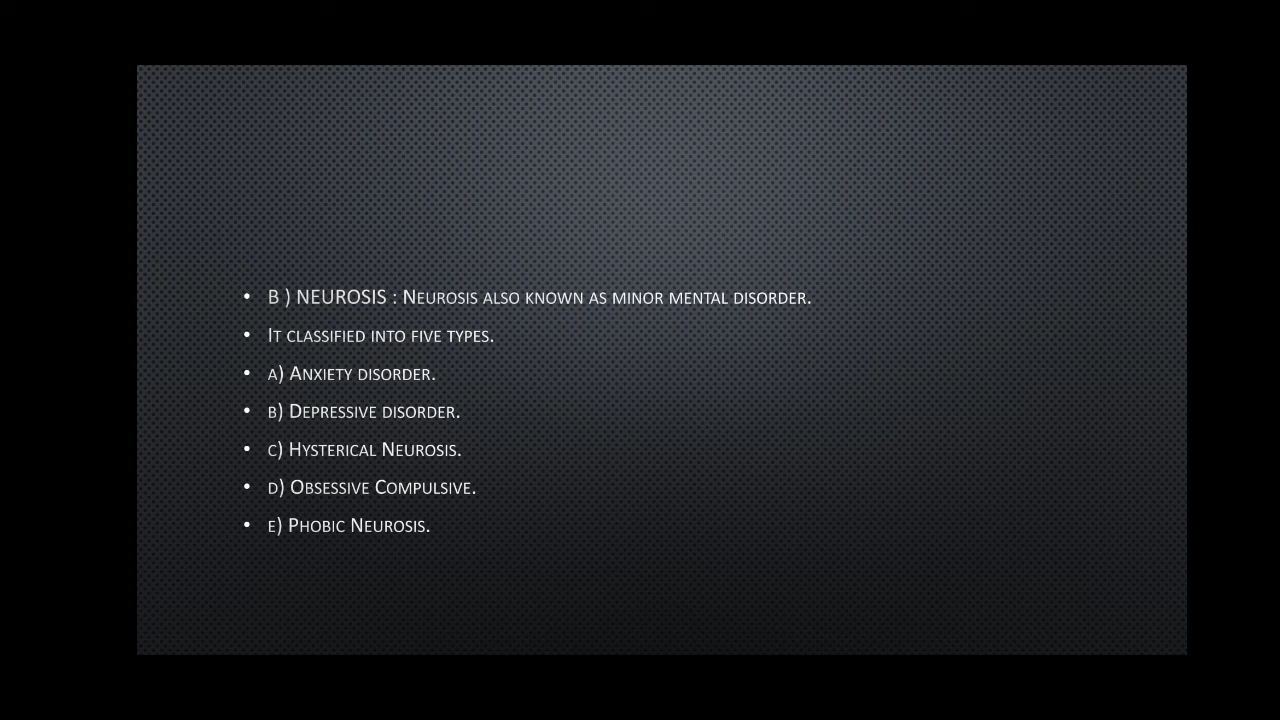 • B ) NEUROSIS : Neurosis also known as minor mental disorder.
• It classified into five types.
• a) Anxiety disorder.
• b) Depressive disorder.
• c) Hysterical Neurosis.
• d) Obsessive Compulsive.
• e) Phobic Neurosis.